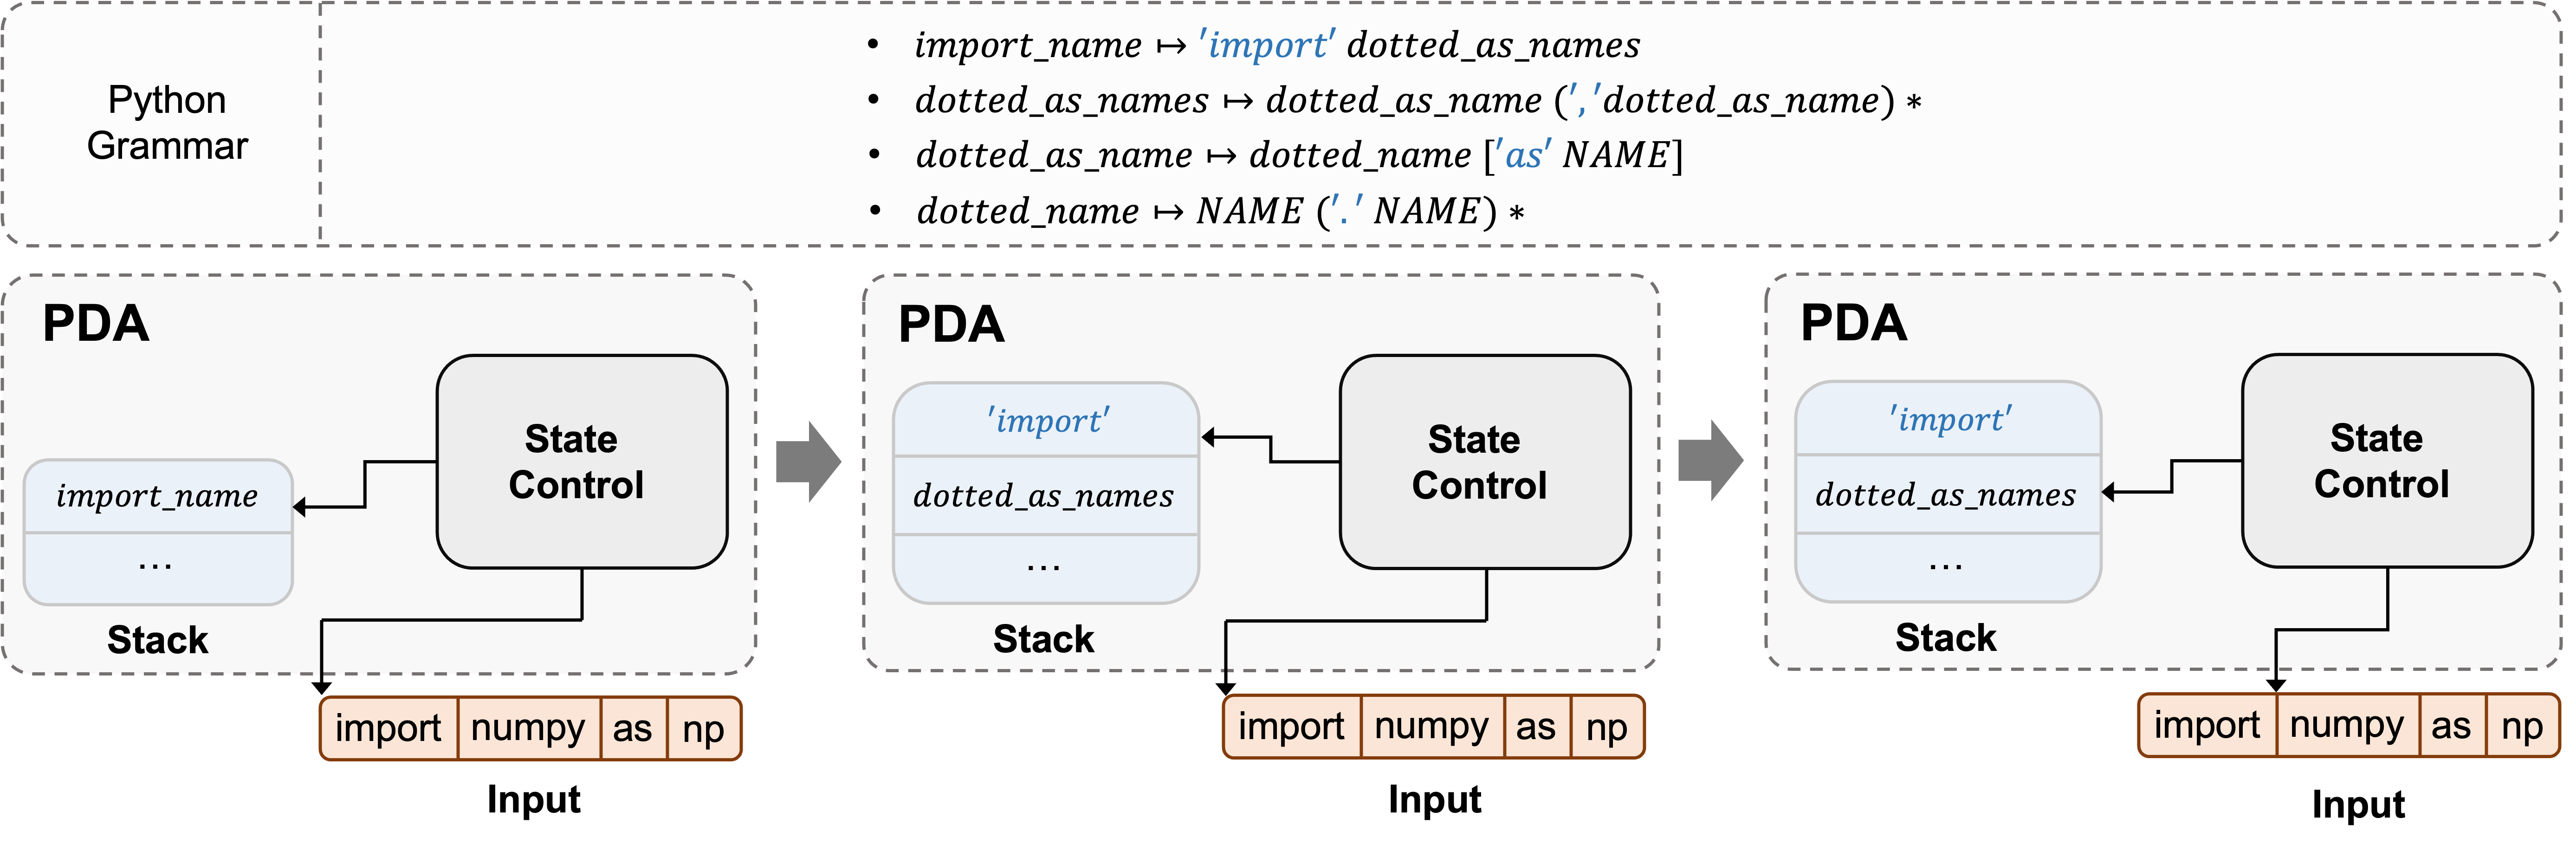 Python
Grammar
• import_name ↦ 'import' dotted_as_names
• dotted_as_names ↦ dotted_as_name (',' dotted_as_name) *
• dotted_as_name ↦ dotted_name ['as' NAME]
• dotted_name ↦ NAME ('.' NAME) *
PDA
State
Control
import_name
...
Stack
import numpy as np
Input
PDA
State
Control
'import'
dotted_as_names
...
Stack
import numpy as np
Input
PDA
State
Control
'import'
dotted_as_names
...
Stack
import numpy as np
Input